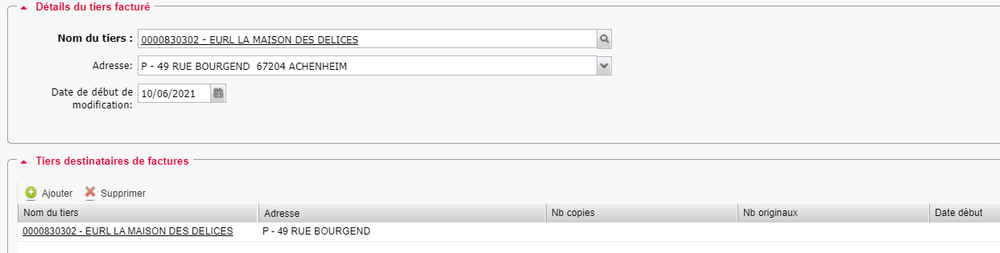 Détails du tiers facturé
Nom du tiers : 0000830302 - EURL LA MAISON DES DELICES
Adresse: P - 49 RUE BOURGEND  67204 ACHENHEIM
Date de début de
modification: 10/06/2021
Tiers destinataires de factures
Ajouter Supprimer
Nom du tiers Adresse Nb copies Nb originaux Date début
0000830302 - EURL LA MAISON DES DELICES P - 49 RUE BOURGEND